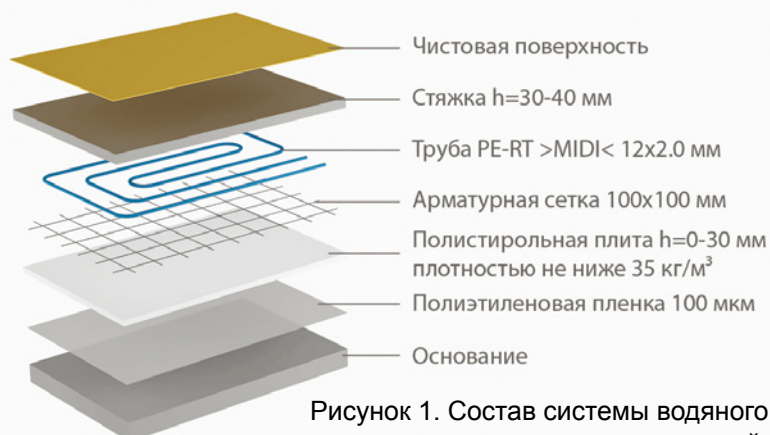 Чистовая поверхность
Стяжка h=30-40 мм
Труба PE-RT >MIDI< 12x2.0 мм
Арматурная сетка 100x100 мм
Полистирольная плита h=0-30 мм
плотностью не ниже 35 кг/м³
Полиэтиленовая пленка 100 мкм
Основание
Рисунок 1. Состав системы водяного